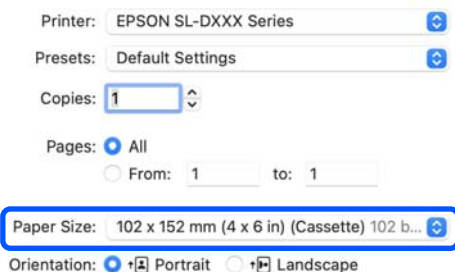 Printer: EPSON SL-DXXX Series
Presets: Default Settings
Copies: 1
Pages: All
From: 1 to: 1
Paper Size: 102 x 152 mm (4 x 6 in) (Cassette) 102 b...
Orientation: Portrait Landscape